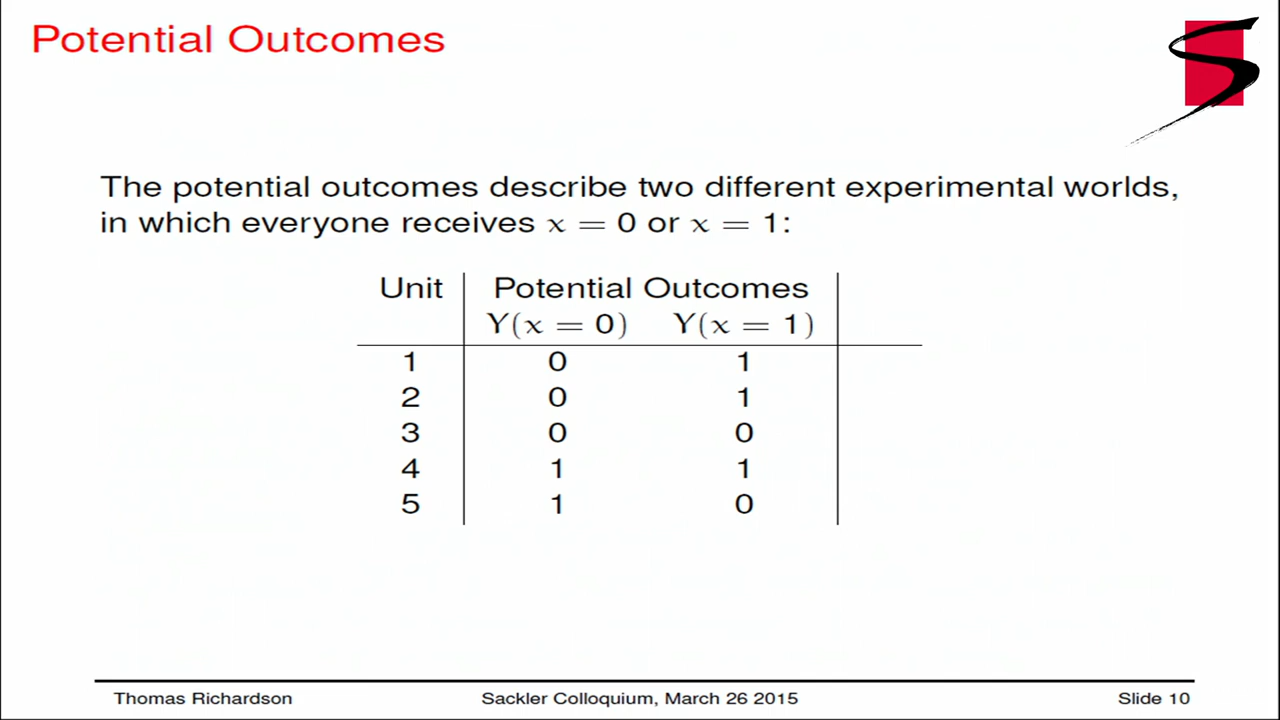 Potential Outcomes
The potential outcomes describe two different experimental worlds,
in which everyone receives x = 0 or x = 1:
Unit Potential Outcomes
Y(x = 0) Y(x = 1)
1 0 1
2 0 1
3 0 0
4 1 1
5 1 0
Thomas Richardson Sackler Colloquium, March 26 2015 Slide 10